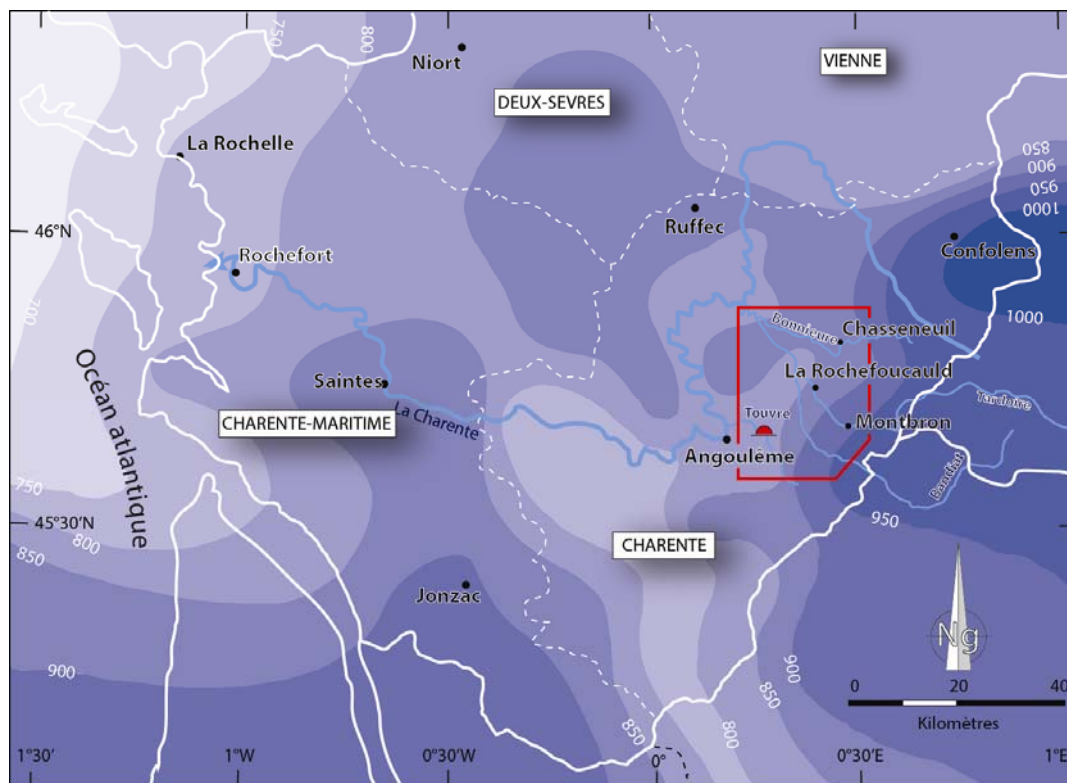 750
800
Niort
VIENNE
DEUX-SEVRES
La Rochelle
850
900
950
1000
46°N
Ruffec
Confolens
Rochefort
700
1000
Bonnieure
Chasseneuil
Océan atlantique
Saintes
La Rochefoucauld
CHARENTE-MARITIME
La Charente
Touvre
Tardoire
Montbron
Angoulême
Bandiat
750
45°30'N
800
850
950
CHARENTE
Jonzac
Ng
900
900
850
800
850
0 20 40
Kilomètres
1°30'
1°W
0°30'W
0°
0°30'E
1°E